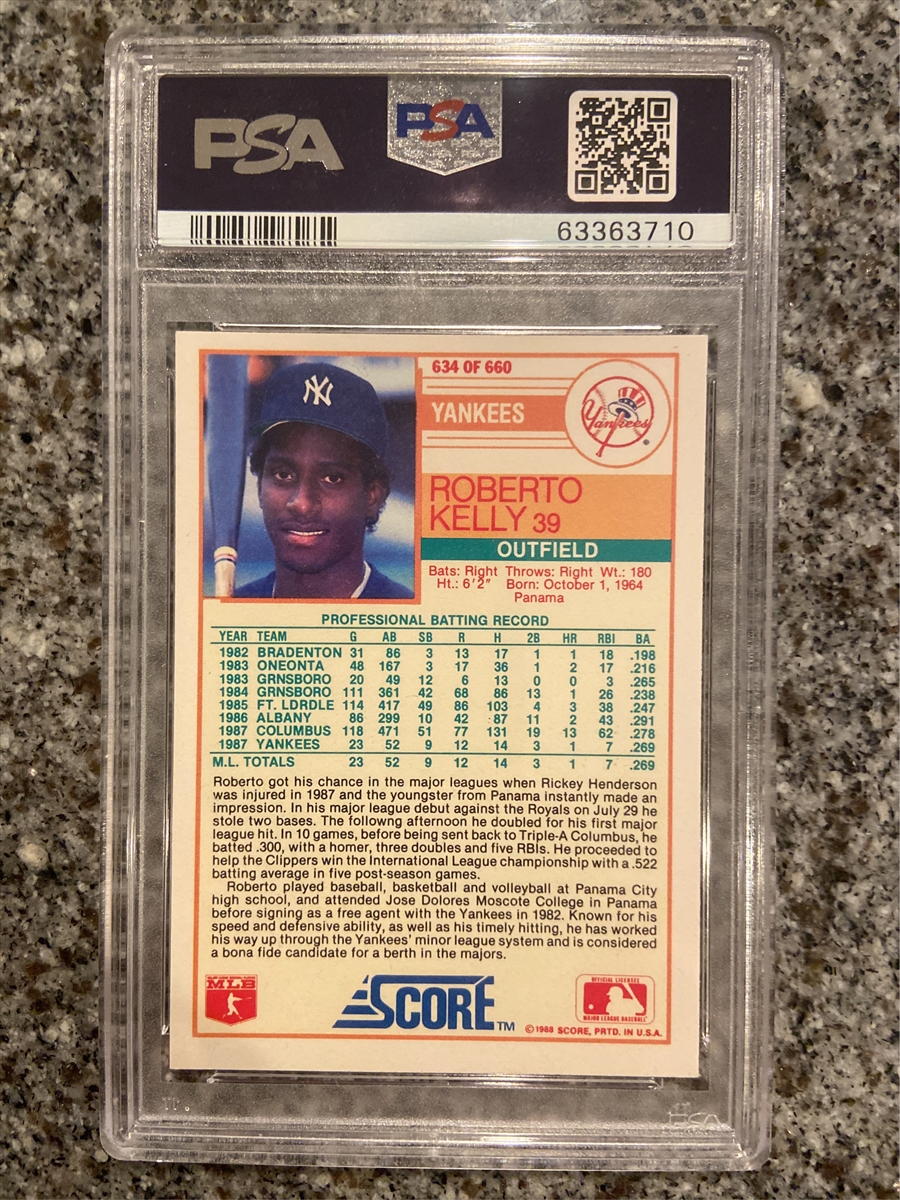 PSA
PSA
63363710
634 OF 660
YANKEES
Yankees
NY
ROBERTO
KELLY 39
OUTFIELD
Bats: Right Throws: Right Wt.: 180
Ht.: 6'2" Born: October 1, 1964
Panama
PROFESSIONAL BATTING RECORD
YEAR TEAM G AB SB R H 2B HR RBI BA
1982 BRADENTON 31 86 3 13 17 1 1 18 .198
1983 ONEONTA 48 167 3 17 36 1 2 17 .216
1983 GRNSBORO 20 49 12 6 13 0 0 3 .265
1984 GRNSBORO 111 361 42 68 86 13 1 26 .238
1985 FT. LDRDLE 114 417 49 86 103 4 3 38 .247
1986 ALBANY 86 299 10 42 87 11 2 43 .291
1987 COLUMBUS 118 471 51 77 131 19 13 62 .278
1987 YANKEES 23 52 9 12 14 3 1 7 .269
M.L. TOTALS 23 52 9 12 14 3 1 7 .269
Roberto got his chance in the major leagues when Rickey Henderson
was injured in 1987 and the youngster from Panama instantly made an
impression. In his major league debut against the Royals on July 29 he
stole two bases. The followng afternoon he doubled for his first major
league hit. In 10 games, before being sent back to Triple-A Columbus, he
batted .300, with a homer, three doubles and five RBIs. He proceeded to
help the Clippers win the International League championship with a .522
batting average in five post-season games.
Roberto played baseball, basketball and volleyball at Panama City
high school, and attended Jose Dolores Moscote College in Panama
before signing as a free agent with the Yankees in 1982. Known for his
speed and defensive ability, as well as his timely hitting, he has worked
his way up through the Yankees' minor league system and is considered
a bona fide candidate for a berth in the majors.
MLB
SCORE TM
OFFICIAL LICENSEE
MAJOR LEAGUE BASEBALL
©1988 SCORE, PRTD. IN U.S.A.
PSA